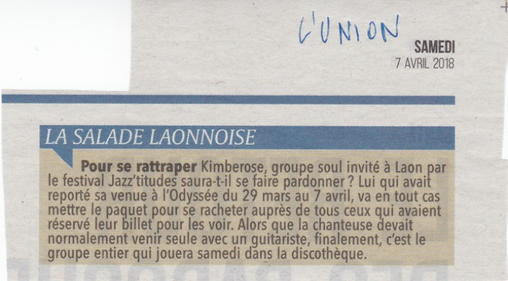 L'UNION
SAMEDI
7 AVRIL 2018
LA SALADE LAONNOISE
Pour se rattraper Kimberose, groupe soul invité à Laon par
le festival Jazz'titudes saura-t-il se faire pardonner ? Lui qui avait
reporté sa venue à l'Odyssée du 29 mars au 7 avril, va en tout cas
mettre le paquet pour se racheter auprès de tous ceux qui avaient
réservé leur billet pour les voir. Alors que la chanteuse devait
normalement venir seule avec un guitariste, finalement, c'est le
groupe entier qui jouera samedi dans la discothèque.